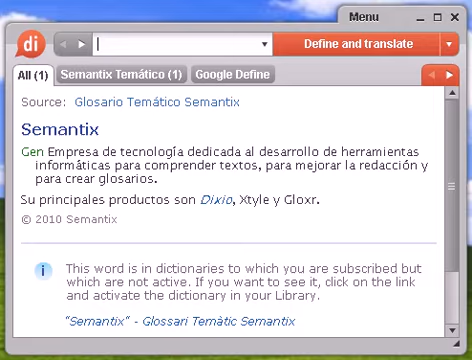 Menu
di
Define and translate
All (1)
Semantix Temático (1)
Google Define
Source: Glosario Temático Semantix
Semantix
Gen Empresa de tecnología dedicada al desarrollo de herramientas
informáticas para comprender textos, para mejorar la redacción y
para crear glosarios.
Su principales productos son Dixio, Xtyle y Gloxr.
© 2010 Semantix
i
This word is in dictionaries to which you are subscribed but
which are not active. If you want to see it, click on the link
and activate the dictionary in your Library.
"Semantix" - Glossari Temàtic Semantix